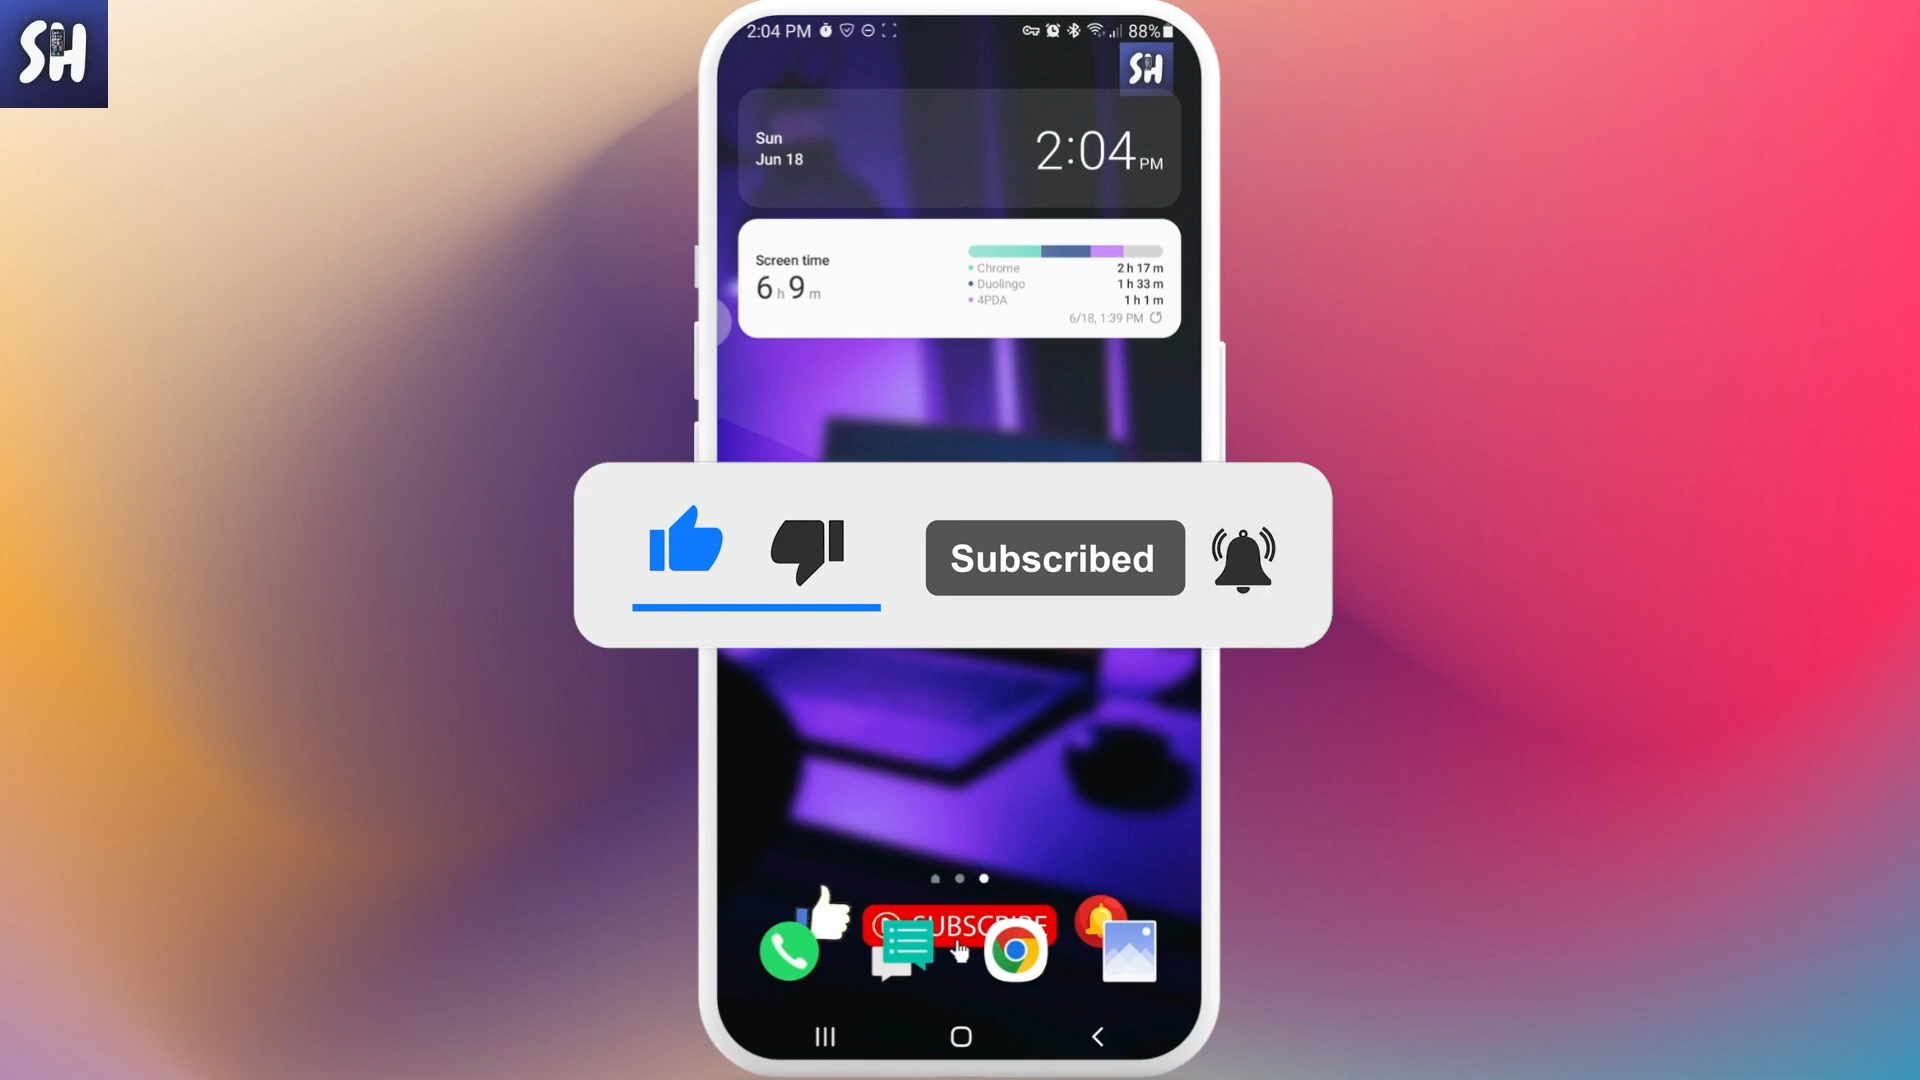 SH
2:04 PM
88%
SH
Sun
Jun 18
2:04 PM
Screen time
6 h 9 m
Chrome 2 h 17 m
Duolingo 1 h 33 m
4PDA 1 h 1 m
6/18, 1:39 PM
Subscribed
SUBSCRIBE